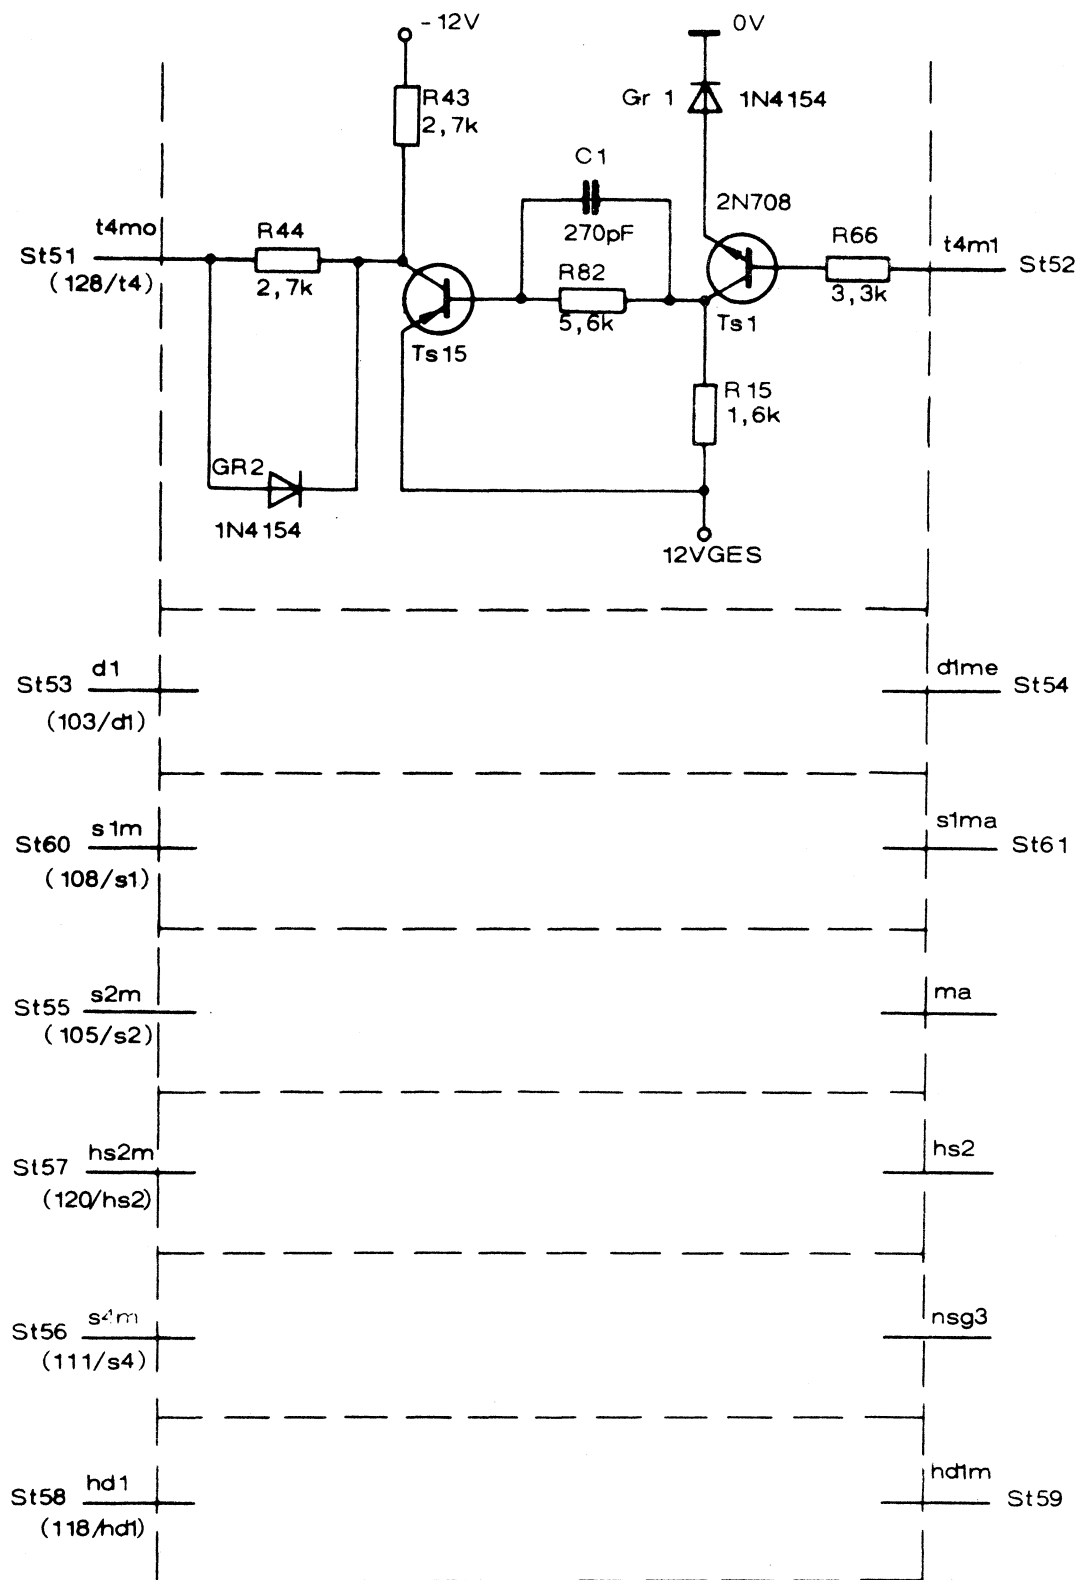 -12V
0V
R43
2,7k
Gr 1
1N4154
C1
270pF
2N708
t4mo
R44
2,7k
R82
5,6k
R66
3,3k
t4m1
St51
(128/t4)
St52
Ts15
Ts1
R15
1,6k
GR2
1N4154
12VGES
d1
St53
(103/d1)
d1me
St54
s1m
St60
(108/s1)
s1ma
St61
s2m
St55
(105/s2)
ma
hs2m
St57
(120/hs2)
hs2
s4m
St56
(111/s4)
nsg3
hd1
St58
(118/hd1)
hd1m
St59